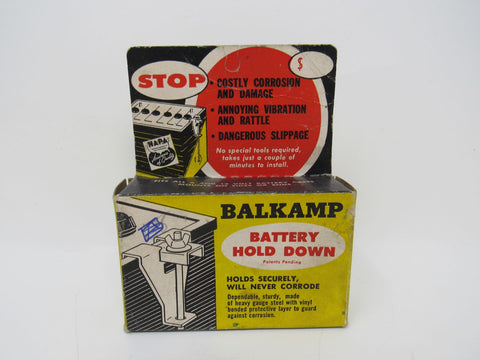 $
STOP
• COSTLY CORROSION
AND DAMAGE
• ANNOYING VIBRATION
AND RATTLE
• DANGEROUS SLIPPAGE
No special tools required,
takes just a couple of
minutes to install.
NAPA
BALKAMP
BATTERY
HOLD DOWN
Patents Pending
HOLDS SECURELY,
WILL NEVER CORRODE
Dependable, sturdy, made
of heavy gauge steel with vinyl
bonded protective layer to guard
against corrosion.